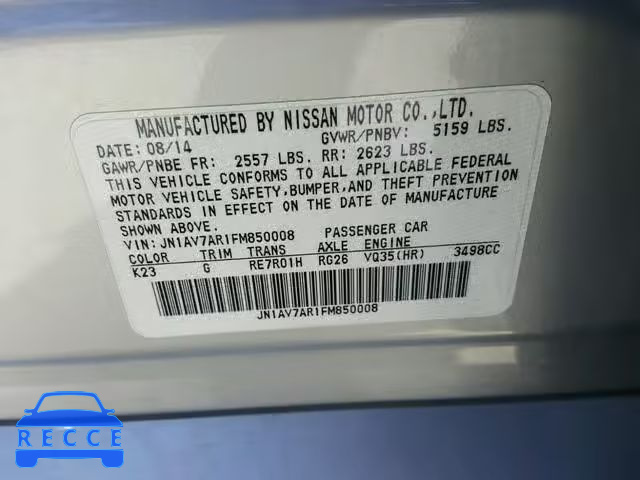 MANUFACTURED BY NISSAN MOTOR CO.,LTD.
DATE: 08/14 GVWR/PNBV: 5159 LBS.
GAWR/PNBE FR: 2557 LBS. RR: 2623 LBS.
THIS VEHICLE CONFORMS TO ALL APPLICABLE FEDERAL
MOTOR VEHICLE SAFETY,BUMPER,AND THEFT PREVENTION
STANDARDS IN EFFECT ON THE DATE OF MANUFACTURE
SHOWN ABOVE.
VIN: JN1AV7AR1FM850008 PASSENGER CAR
COLOR TRIM TRANS AXLE ENGINE
K23 G RE7R01H RG26 VQ35(HR) 3498CC
JN1AV7AR1FM850008
RECCE